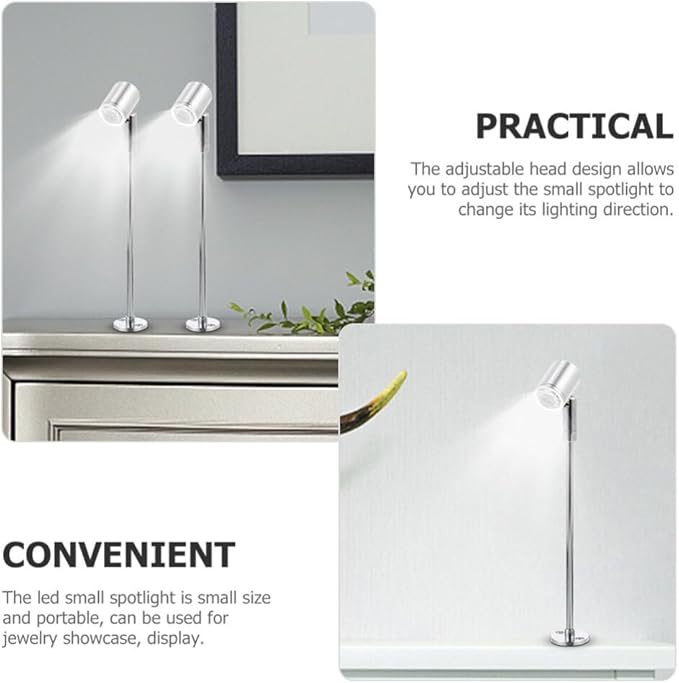 PRACTICAL
The adjustable head design allows
you to adjust the small spotlight to
change its lighting direction.
CONVENIENT
The led small spotlight is small size
and portable, can be used for
jewelry showcase, display.